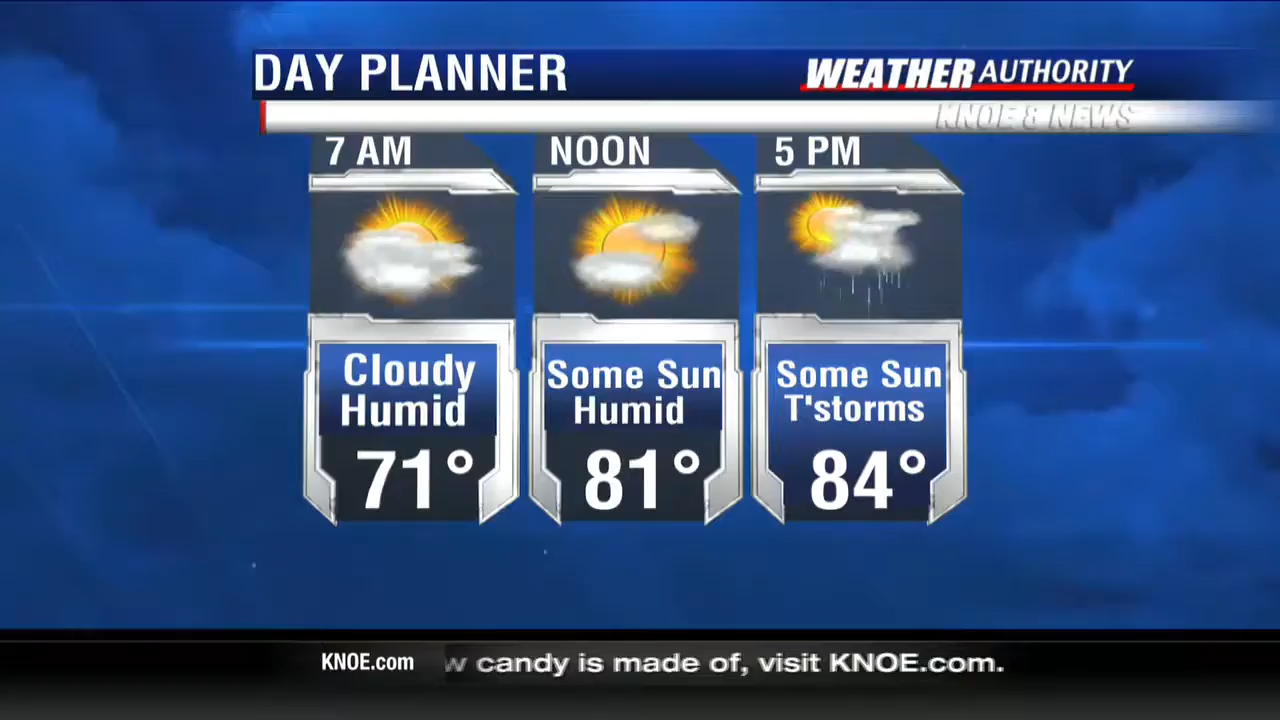 DAY PLANNER
WEATHER AUTHORITY
KNOE 8 NEWS
7 AM
NOON
5 PM
Cloudy
Humid
71°
Some Sun
Humid
81°
Some Sun
T'storms
84°
KNOE.com
candy is made of, visit KNOE.com.